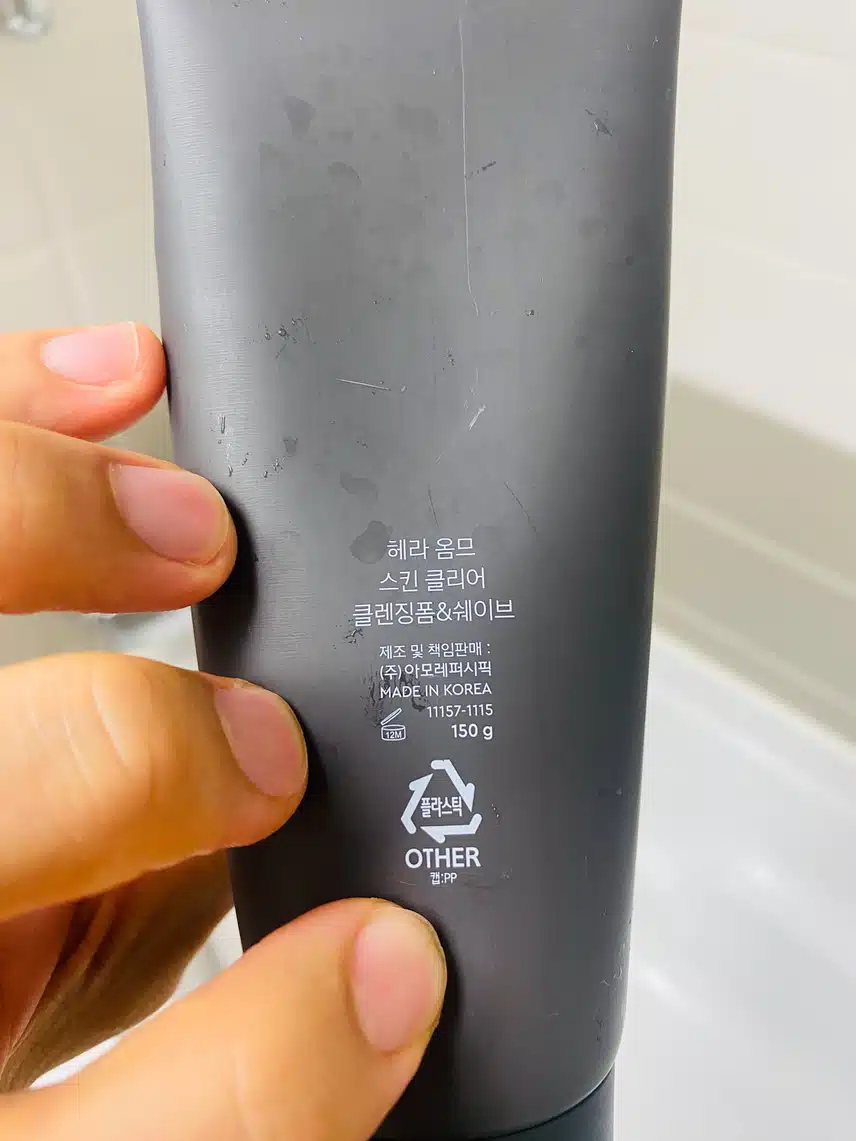 헤라 옴므
스킨 클리어
클렌징폼&쉐이브
제조 및 책임판매 :
(주)아모레퍼시픽
MADE IN KOREA
11157-1115
12M
150 g
플라스틱
OTHER
캡:PP